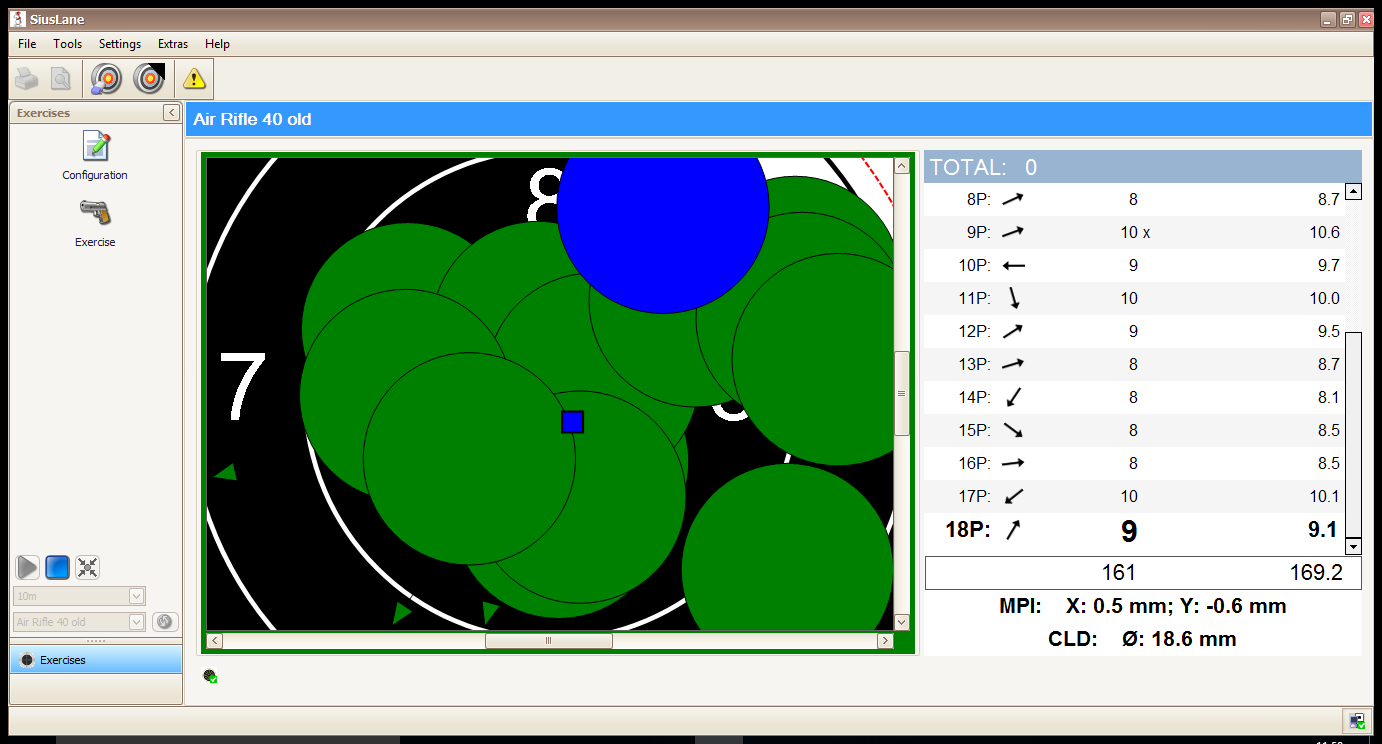 SiusLane
File Tools Settings Extras Help
Exercises
Configuration
Exercise
10m
Air Rifle 40 old
Exercises
Air Rifle 40 old
8
7
TOTAL: 0
8P: 8 8.7
9P: 10 x 10.6
10P: 9 9.7
11P: 10 10.0
12P: 9 9.5
13P: 8 8.7
14P: 8 8.1
15P: 8 8.5
16P: 8 8.5
17P: 10 10.1
18P: 9 9.1
161 169.2
MPI: X: 0.5 mm; Y: -0.6 mm
CLD: Ø: 18.6 mm